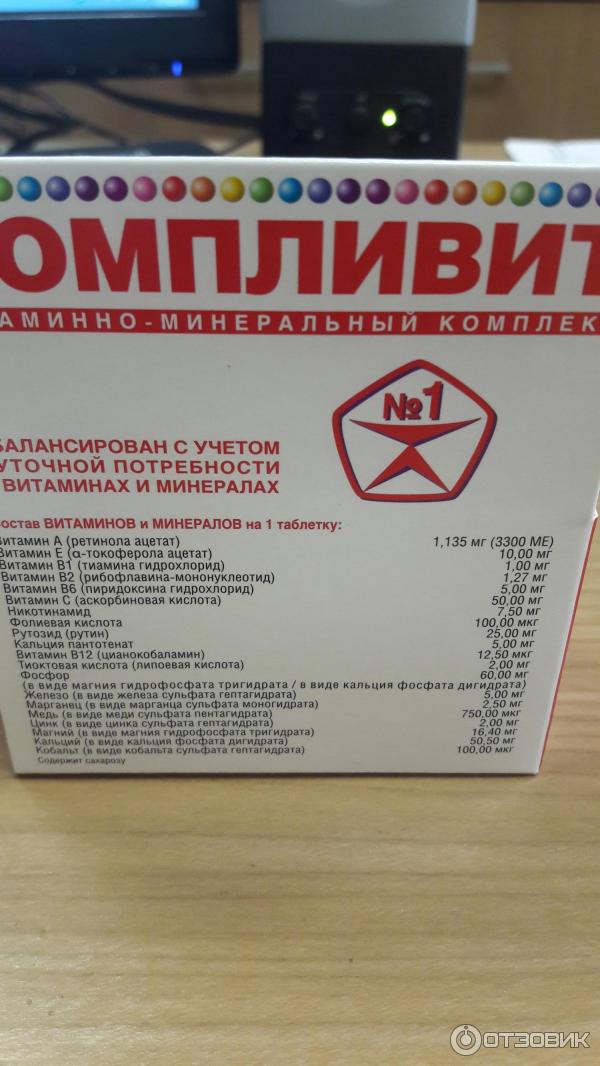 ОМПЛИВИТ
АМИННО-МИНЕРАЛЬНЫЙ КОМПЛЕК
№1
БАЛАНСИРОВАН С УЧЕТОМ
УТОЧНОЙ ПОТРЕБНОСТИ
ВИТАМИНАХ И МИНЕРАЛАХ
остав ВИТАМИНОВ и МИНЕРАЛОВ на 1 таблетку:
Витамин А (ретинола ацетат) 1,135 мг (3300 МЕ)
Витамин Е (α-токоферола ацетат) 10,00 мг
Витамин В1 (тиамина гидрохлорид) 1,00 мг
Витамин В2 (рибофлавина-мононуклеотид) 1,27 мг
Витамин В6 (пиридоксина гидрохлорид) 5,00 мг
Витамин С (аскорбиновая кислота) 50,00 мг
Никотинамид 7,50 мг
Фолиевая кислота 100,00 мкг
Рутозид (рутин) 25,00 мг
Кальция пантотенат 5,00 мг
Витамин В12 (цианокобаламин) 12,50 мкг
Тиоктовая кислота (липоевая кислота) 2,00 мг
Фосфор 60,00 мг
(в виде магния гидрофосфата тригидрата / в виде кальция фосфата дигидрата)
Железо (в виде железа сульфата гептагидрата) 5,00 мг
Марганец (в виде марганца сульфата моногидрата) 2,50 мг
Медь (в виде меди сульфата пентагидрата) 750,00 мкг
Цинк (в виде цинка сульфата гептагидрата) 2,00 мг
Магний (в виде магния гидрофосфата тригидрата) 16,40 мг
Кальций (в виде кальция фосфата дигидрата) 50,50 мг
Кобальт (в виде кобальта сульфата гептагидрата) 100,00 мкг
Содержит сахарозу
ОТЗОВИК